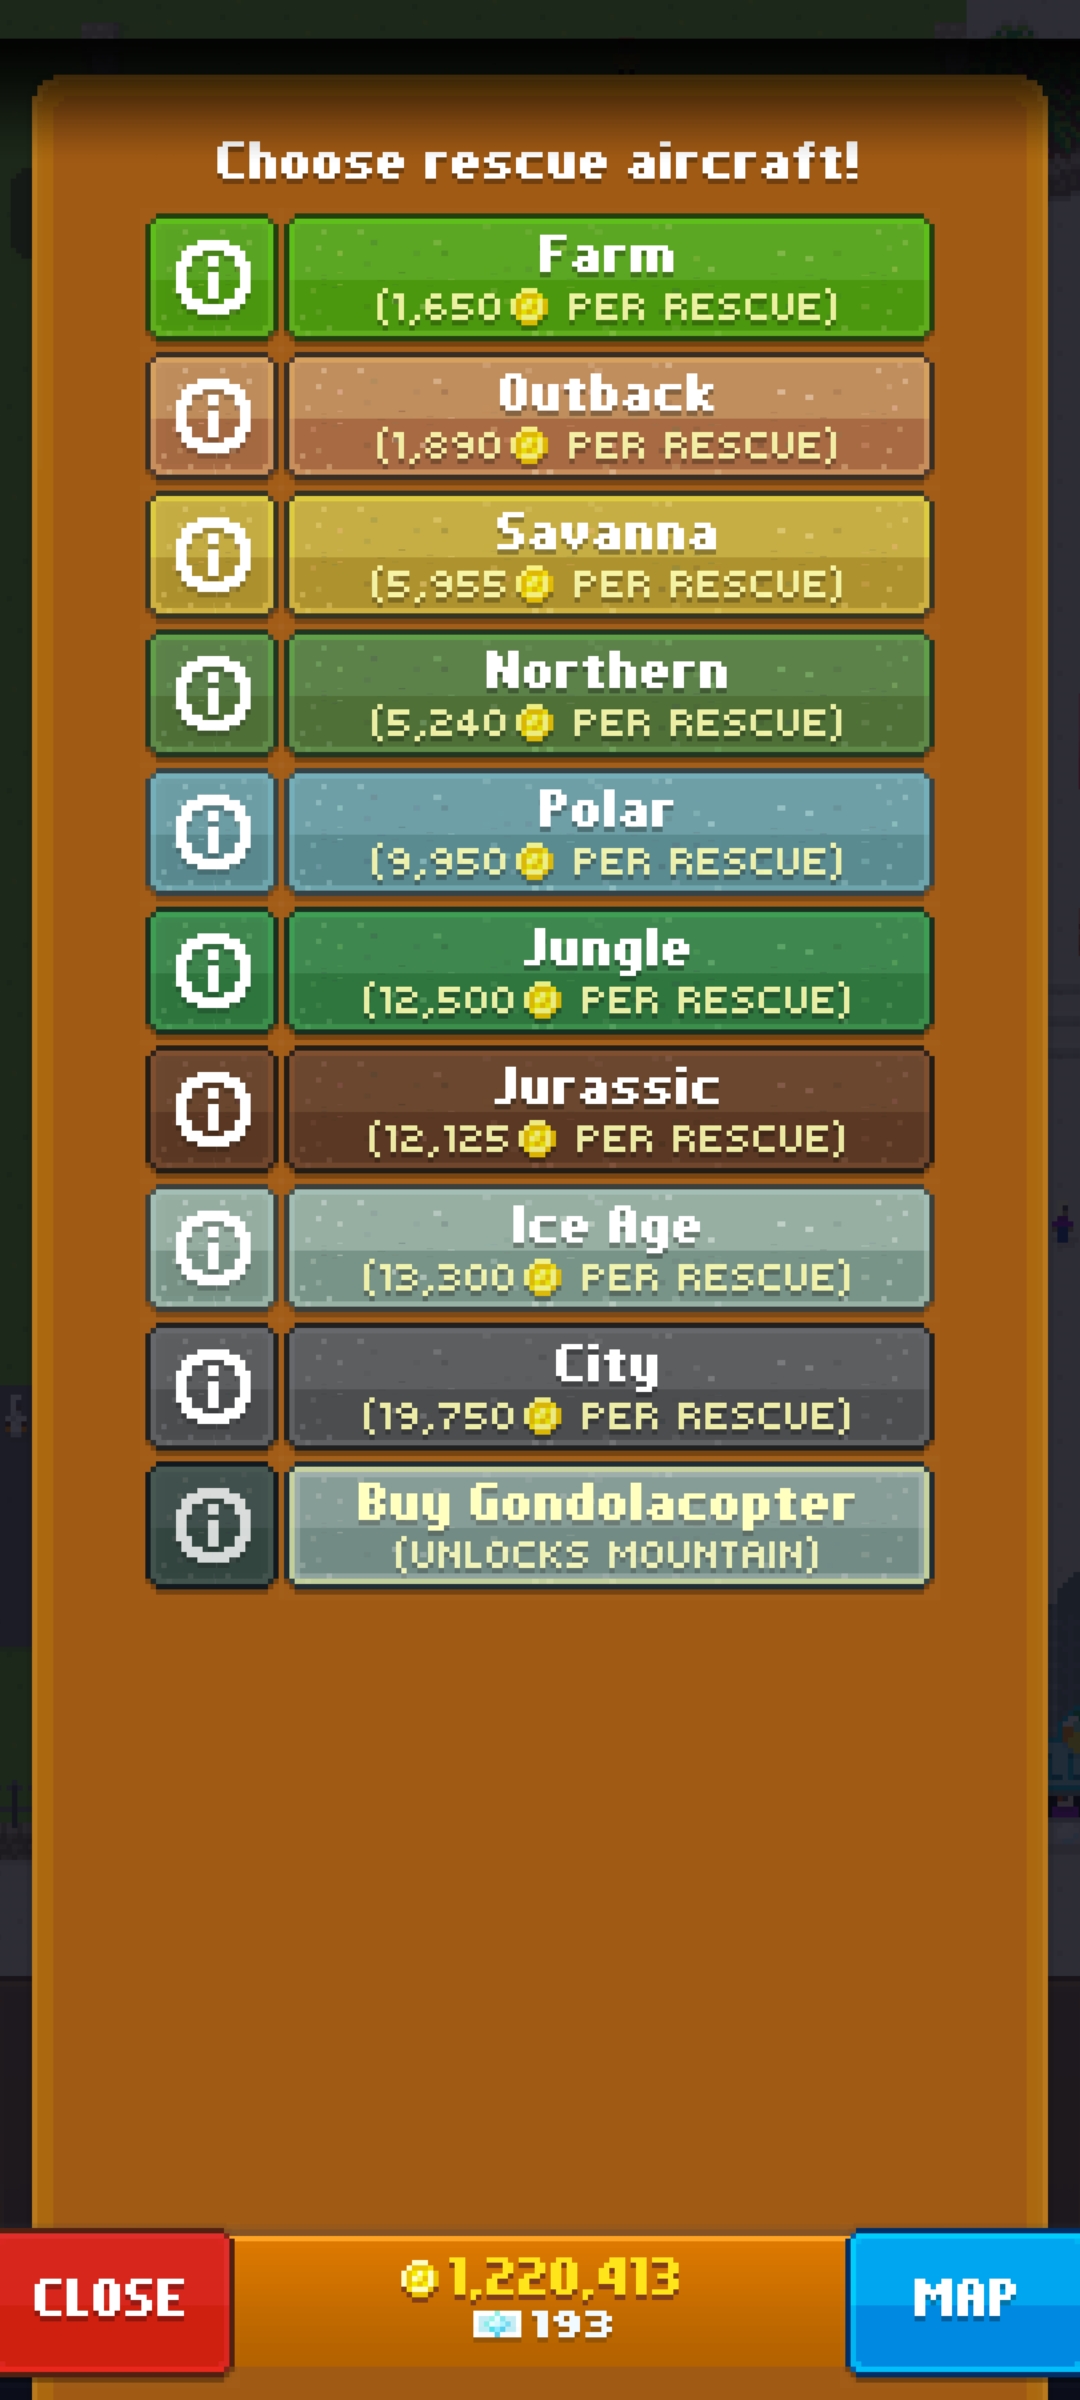 Choose rescue aircraft!
Farm
(1,650 PER RESCUE)
Outback
(1,890 PER RESCUE)
Savanna
(5,955 PER RESCUE)
Northern
(5,240 PER RESCUE)
Polar
(9,950 PER RESCUE)
Jungle
(12,500 PER RESCUE)
Jurassic
(12,125 PER RESCUE)
Ice Age
(13,300 PER RESCUE)
City
(19,750 PER RESCUE)
Buy Gondolacopter
(UNLOCKS MOUNTAIN)
CLOSE
1,220,413
193
MAP